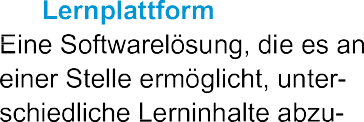 Lernplattform
Eine Softwarelösung, die es an
einer Stelle ermöglicht, unter-
schiedliche Lerninhalte abzu-